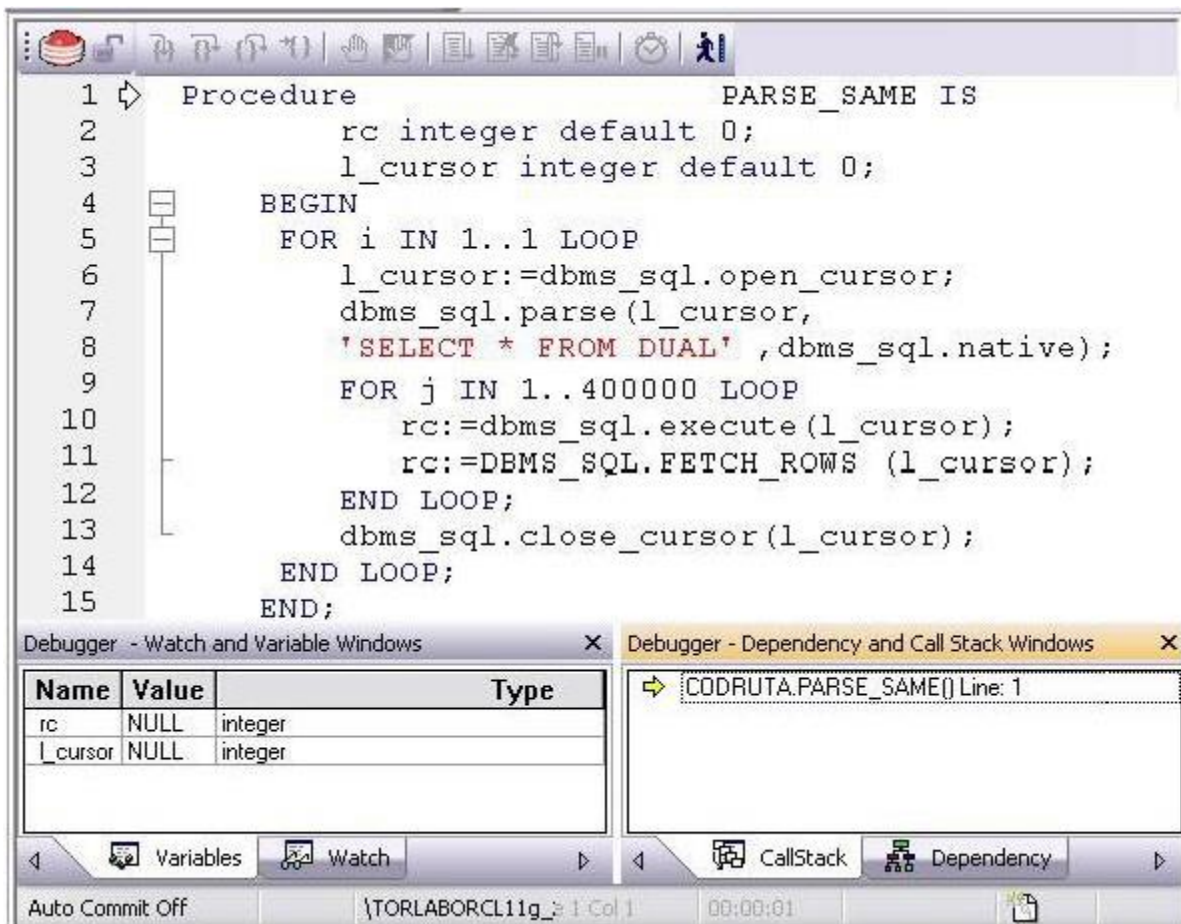 1 Procedure PARSE_SAME IS
2 rc integer default 0;
3 l_cursor integer default 0;
4 BEGIN
5 FOR i IN 1..1 LOOP
6 l_cursor:=dbms_sql.open_cursor;
7 dbms_sql.parse(l_cursor,
8 'SELECT * FROM DUAL' ,dbms_sql.native);
9 FOR j IN 1..400000 LOOP
10 rc:=dbms_sql.execute(l_cursor);
11 rc:=DBMS_SQL.FETCH_ROWS (l_cursor);
12 END LOOP;
13 dbms_sql.close_cursor(l_cursor);
14 END LOOP;
15 END;
Debugger - Watch and Variable Windows
Name Value Type
rc NULL integer
l_cursor NULL integer
Variables Watch
Debugger - Dependency and Call Stack Windows
CODRUTA.PARSE_SAME() Line: 1
CallStack Dependency
Auto Commit Off \TORLABORCL11g_ 1 Col 1 00:00:01